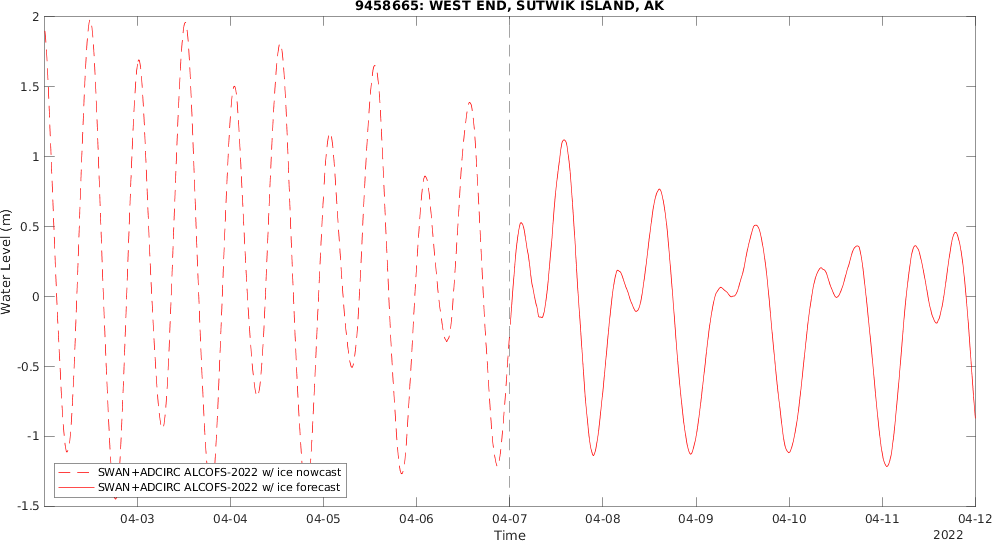 9458665: WEST END, SUTWIK ISLAND, AK
2
1.5
1
0.5
0
-0.5
-1
-1.5
Water Level (m)
SWAN+ADCIRC ALCOFS-2022 w/ ice nowcast
SWAN+ADCIRC ALCOFS-2022 w/ ice forecast
04-03 04-04 04-05 04-06 04-07 04-08 04-09 04-10 04-11 04-12
Time
2022